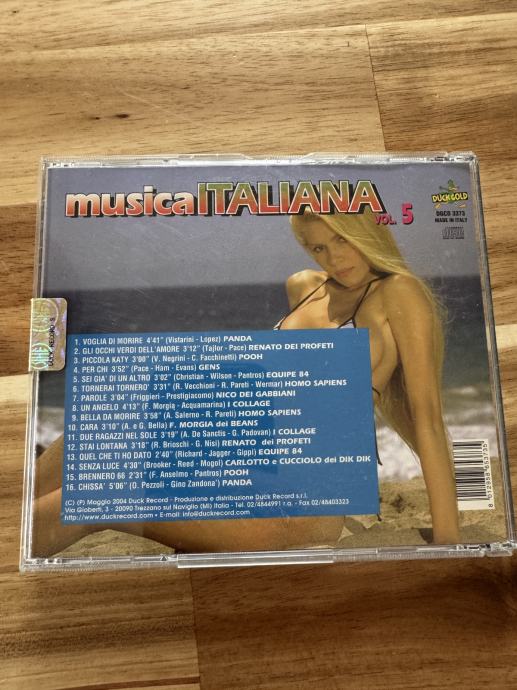 musicaITALIANA
VOL. 5
DUCK GOLD
DGCD 3373
MADE IN ITALY
1. VOGLIA DI MORIRE 4'41" (Vistarini - Lopez) PANDA
2. GLI OCCHI VERDI DELL'AMORE 3'12" (Tajlor - Pace) RENATO DEI PROFETI
3. PICCOLA KATY 3'08" (V. Negrini - C. Facchinetti) POOH
4. PER CHI 3'52" (Pace - Ham - Evans) GENS
5. SEI GIA' DI UN ALTRO 3'02" (Christian - Wilson - Pantros) EQUIPE 84
6. TORNERAI TORNERO' 3'31" (R. Vecchioni - R. Pareti - Wermar) HOMO SAPIENS
7. PAROLE 3'04" (Friggieri - Prestigiacomo) NICO DEI GABBIANI
8. UN ANGELO 4'13" (F. Morgia - Acquamarina) I COLLAGE
9. BELLA DA MORIRE 3'58" (A. Salerno - R. Pareti) HOMO SAPIENS
10. CARA 3'10" (A. e G. Bella) F. MORGIA dei BEANS
11. DUE RAGAZZI NEL SOLE 3'19" (A. De Sanctis - G. Padovan) I COLLAGE
12. STAI LONTANA 3'18" (R. Brioschi - G. Nisi) RENATO dei PROFETI
13. QUEL CHE TI HO DATO 2'40" (Richard - Jagger - Gippi) EQUIPE 84
14. SENZA LUCE 4'30" (Brooker - Reed - Mogol) CARLOTTO e CUCCIOLO dei DIK DIK
15. BRENNERO 66 2'31" (F. Anselmo - Pantros) POOH
16. CHISSA' 5'06" (D. Pezzoli - Gino Zandona') PANDA
(C) (P) Maggio 2004 Duck Record - Produzione e distribuzione Duck Record s.r.l.
Via Gioberti, 3 - 20090 Trezzano sul Naviglio (MI) Italia - Tel. 02/4844991 r.a. - Fax 02/48403323
http://www.duckrecord.com • E-mail: info@duckrecord.com